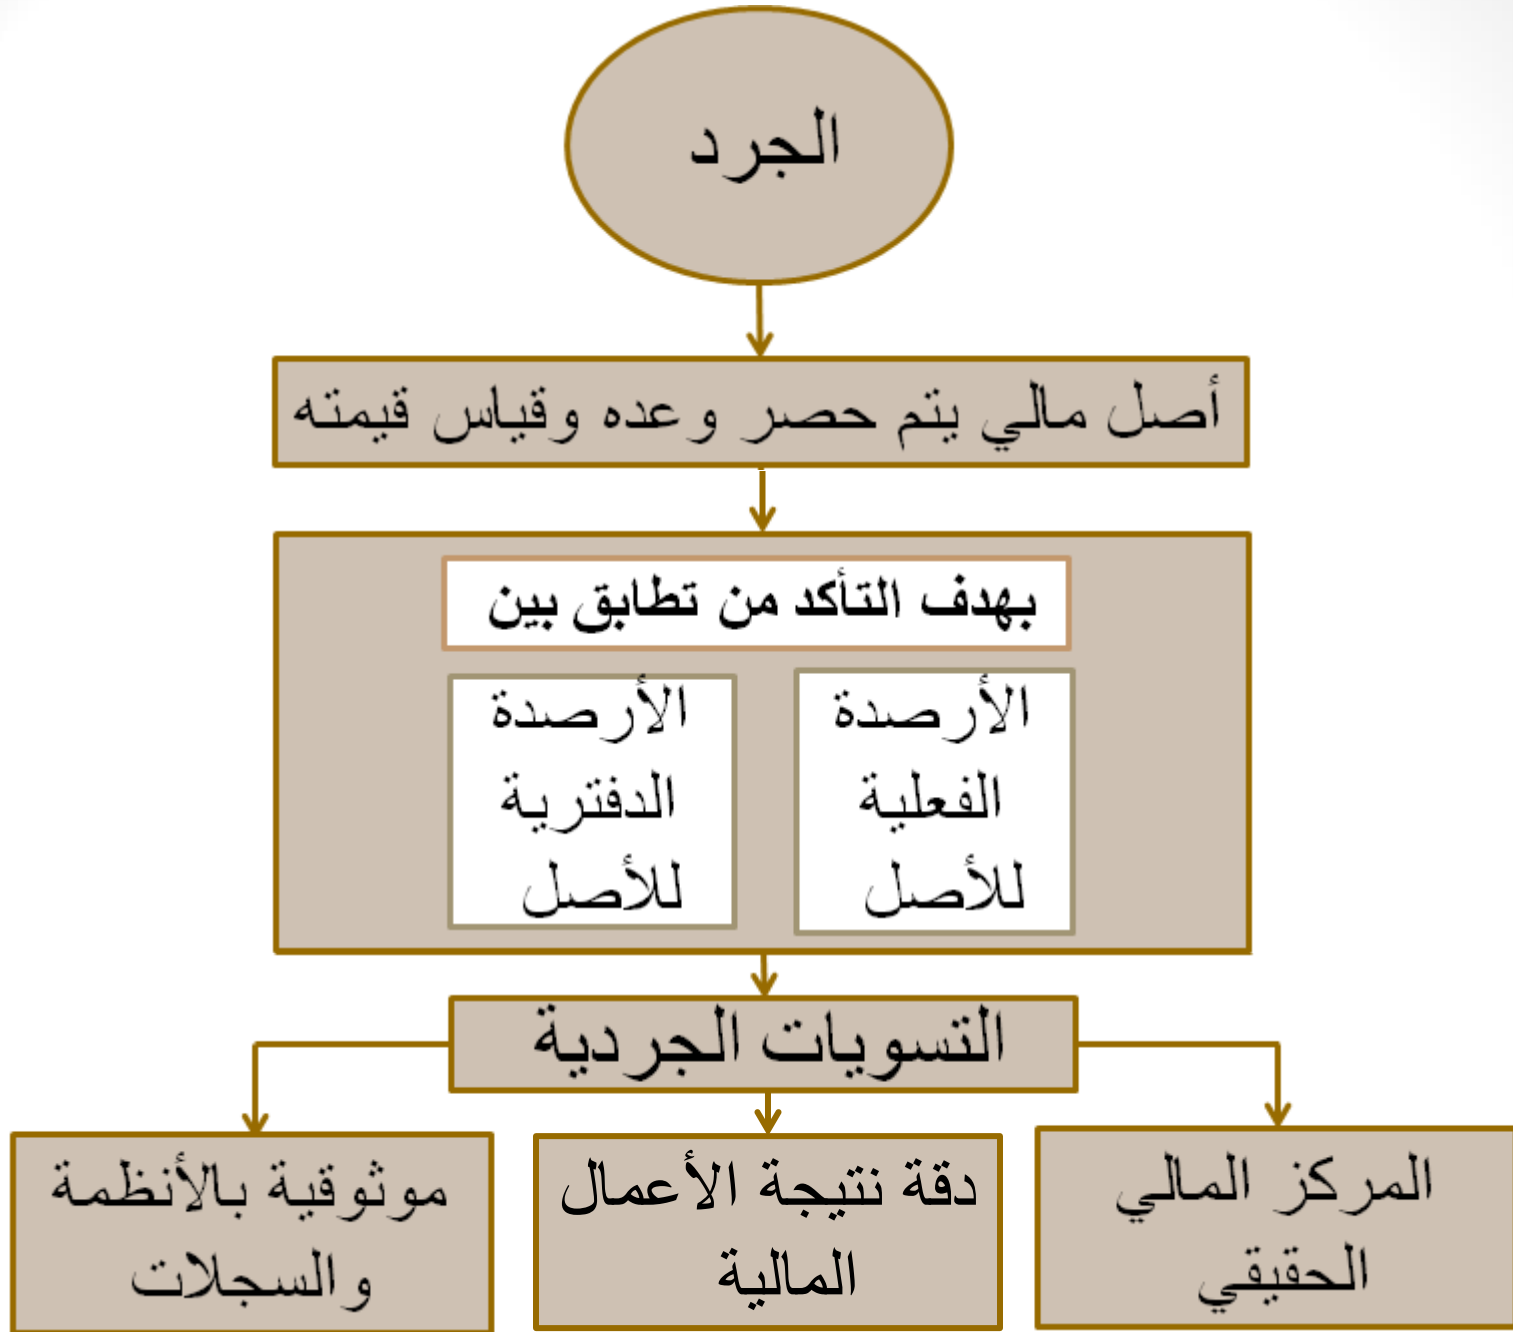 الجرد
أصل مالي يتم حصر وعده وقياس قيمته
بهدف التأكد من تطابق بين
الأرصدة
الفعلية
للأصل
الأرصدة
الدفترية
للأصل
التسويات الجردية
المركز المالي
الحقيقي
دقة نتيجة الأعمال
المالية
موثوقية بالأنظمة
والسجلات